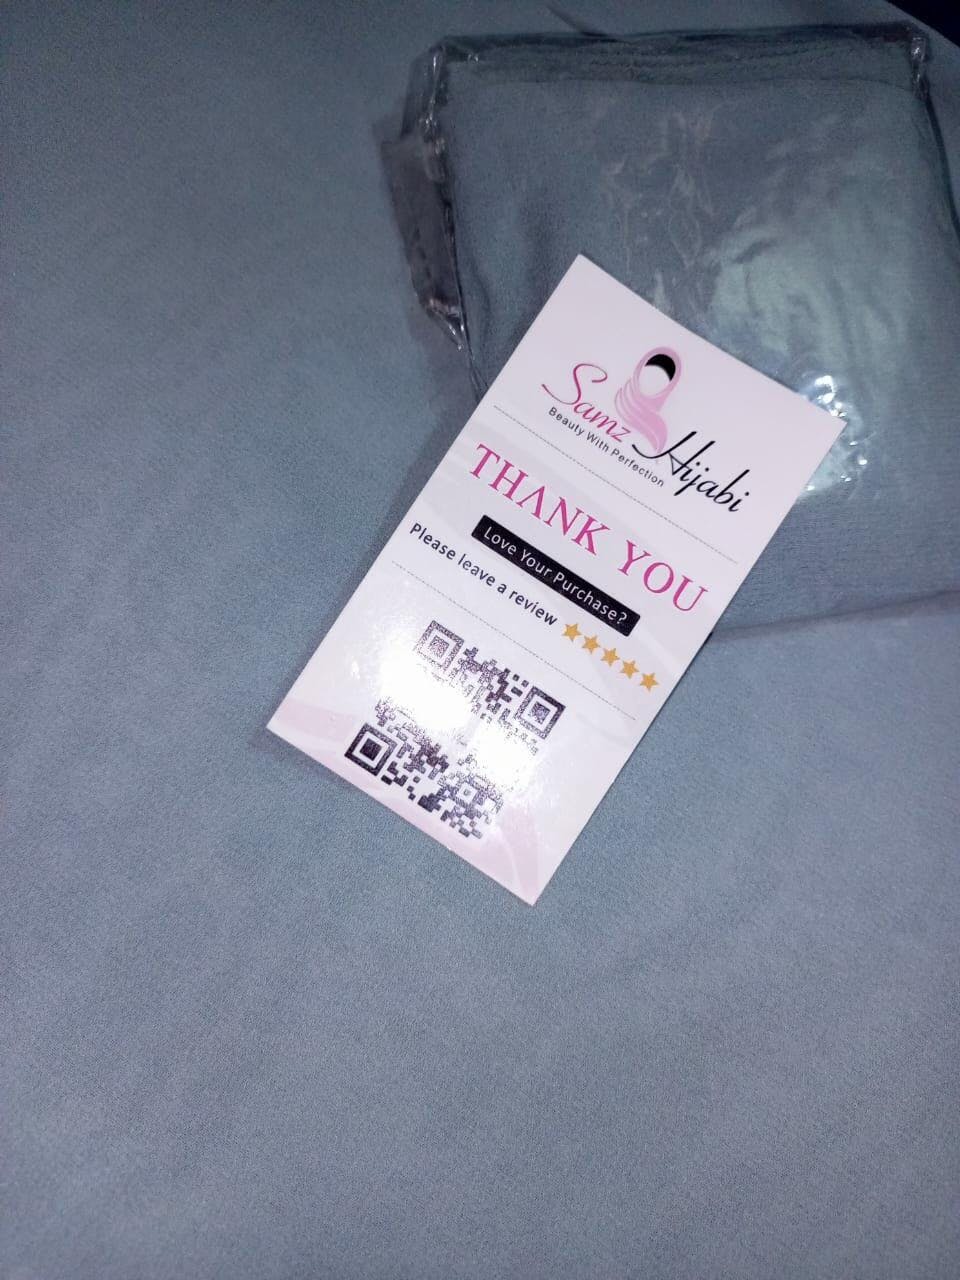 Samz Hijabi
Beauty With Perfection
THANK YOU
Love Your Purchase?
Please leave a review